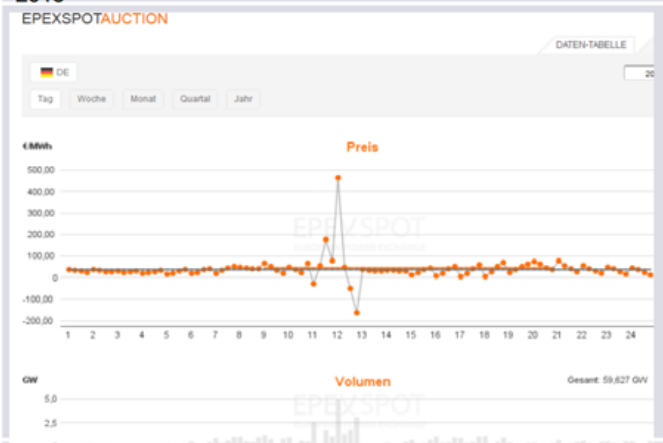 EPEXSPOTAUCTION
DATEN-TABELLE
DE
20
Tag Woche Monat Quartal Jahr
€/MWh
Preis
500,00
400,00
300,00
200,00
100,00
0
-100,00
-200,00
EPEXSPOT
1 2 3 4 5 6 7 8 9 10 11 12 13 14 15 16 17 18 19 20 21 22 23 24
GW
Volumen
Gesamt: 59,627 GW
5,0
2,5
EPEXSPOT